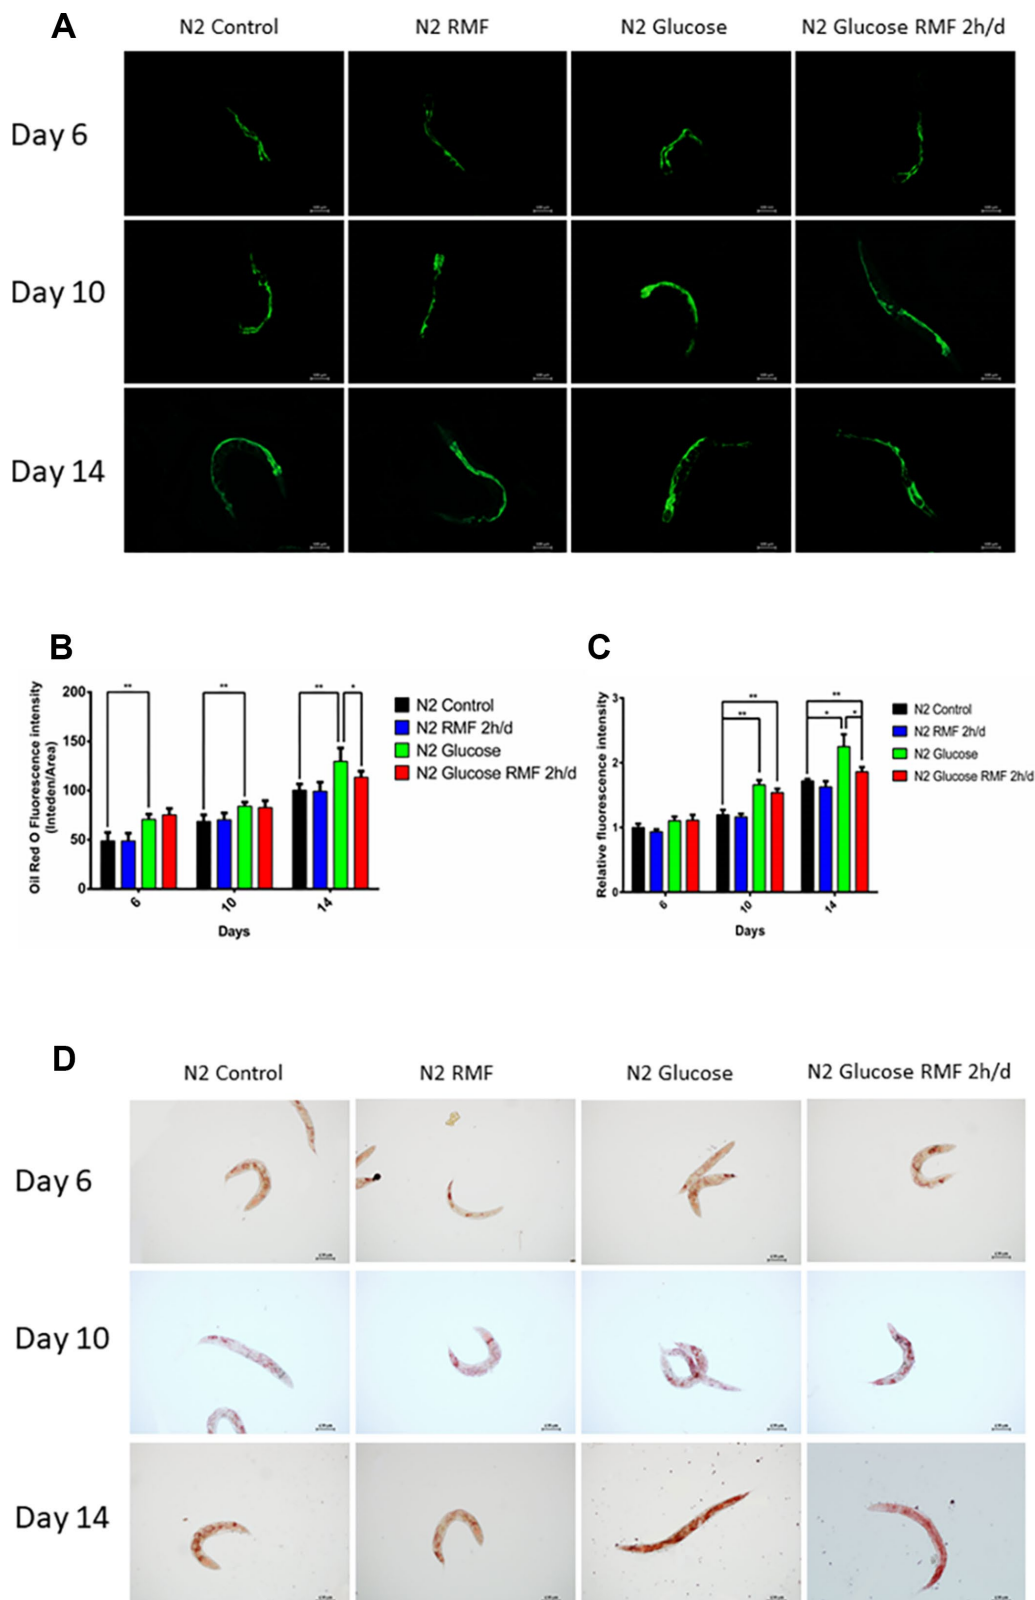 A
N2 Control
N2 RMF
N2 Glucose
N2 Glucose RMF 2h/d
Day 6
Day 10
Day 14
B
Oil Red O Fluorescence intensity
(Inteden/Area)
200
150
100
50
0
**
**
**
*
6
10
14
Days
N2 Control
N2 RMF 2h/d
N2 Glucose
N2 Glucose RMF 2h/d
C
Relative fluorescence intensity
3
2
1
0
**
**
**
*
*
6
10
14
Days
N2 Control
N2 RMF 2h/d
N2 Glucose
N2 Glucose RMF 2h/d
D
N2 Control
N2 RMF
N2 Glucose
N2 Glucose RMF 2h/d
Day 6
Day 10
Day 14